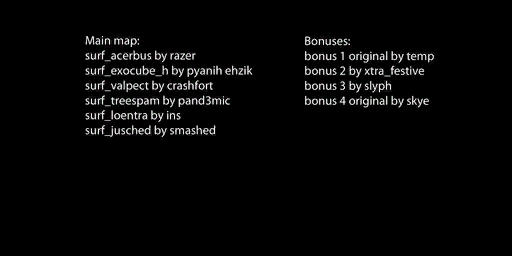 Main map:
surf_acerbus by razer
surf_exocube_h by pyanih ehzik
surf_valpect by crashfort
surf_treespam by pand3mic
surf_loentra by ins
surf_jusched by smashed
Bonuses:
bonus 1 original by temp
bonus 2 by xtra_festive
bonus 3 by slyph
bonus 4 original by skye